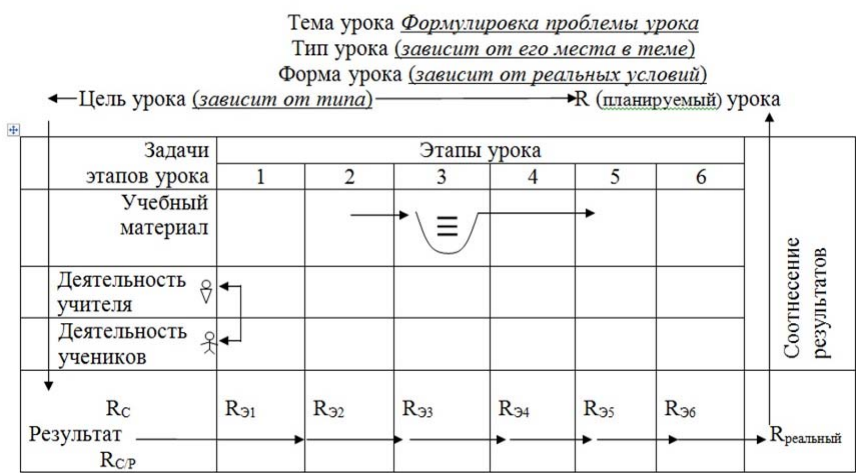 Тема урока Формулировка проблемы урока
Тип урока (зависит от его места в теме)
Форма урока (зависит от реальных условий)
Цель урока (зависит от типа) R (планируемый) урока
Задачи этапов урока
Этапы урока
1 2 3 4 5 6
Учебный
материал
Деятельность
учителя
Деятельность
учеников
Соотнесение
результатов
RС
Результат
RС/Р
RЭ1 RЭ2 RЭ3 RЭ4 RЭ5 RЭ6
Rреальный